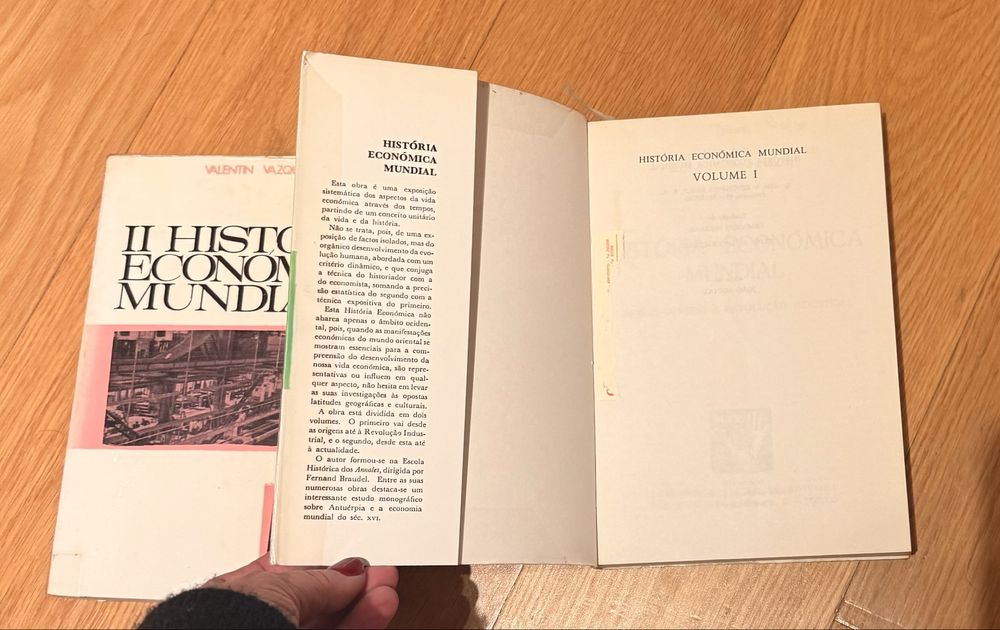 VALENTIN VAZQU
II HISTÓ
ECONÓM
MUNDIA
HISTÓRIA
ECONÓMICA
MUNDIAL
Esta obra é uma exposição
sistemática dos aspectos da vida
económica através dos tempos,
partindo de um conceito unitário
da vida e da história.
Não se trata, pois, de uma ex-
posição de factos isolados, mas do
orgânico desenvolvimento da evo-
lução humana, abordada com um
critério dinâmico, e que conjuga
a técnica do historiador com a
do economista, somando a preci-
são estatística do segundo com a
técnica expositiva do primeiro.
Esta História Económica não
abarca apenas o âmbito ociden-
tal, pois, quando as manifestações
económicas do mundo oriental se
mostram essenciais para a com-
preensão do desenvolvimento da
nossa vida económica, são repre-
sentativas ou influem em qual-
quer aspecto, não hesita em levar
as suas investigações às opostas
latitudes geográficas e culturais.
A obra está dividida em dois
volumes. O primeiro vai desde
as origens até à Revolução Indus-
trial, e o segundo, desde esta até
à actualidade.
O autor formou-se na Escola
Histórica dos Annales, dirigida por
Fernand Braudel. Entre as suas
numerosas obras destaca-se um
interessante estudo monográfico
sobre Antuérpia e a economia
mundial do séc. XVI.
HISTÓRIA ECONÓMICA MUNDIAL
VOLUME I